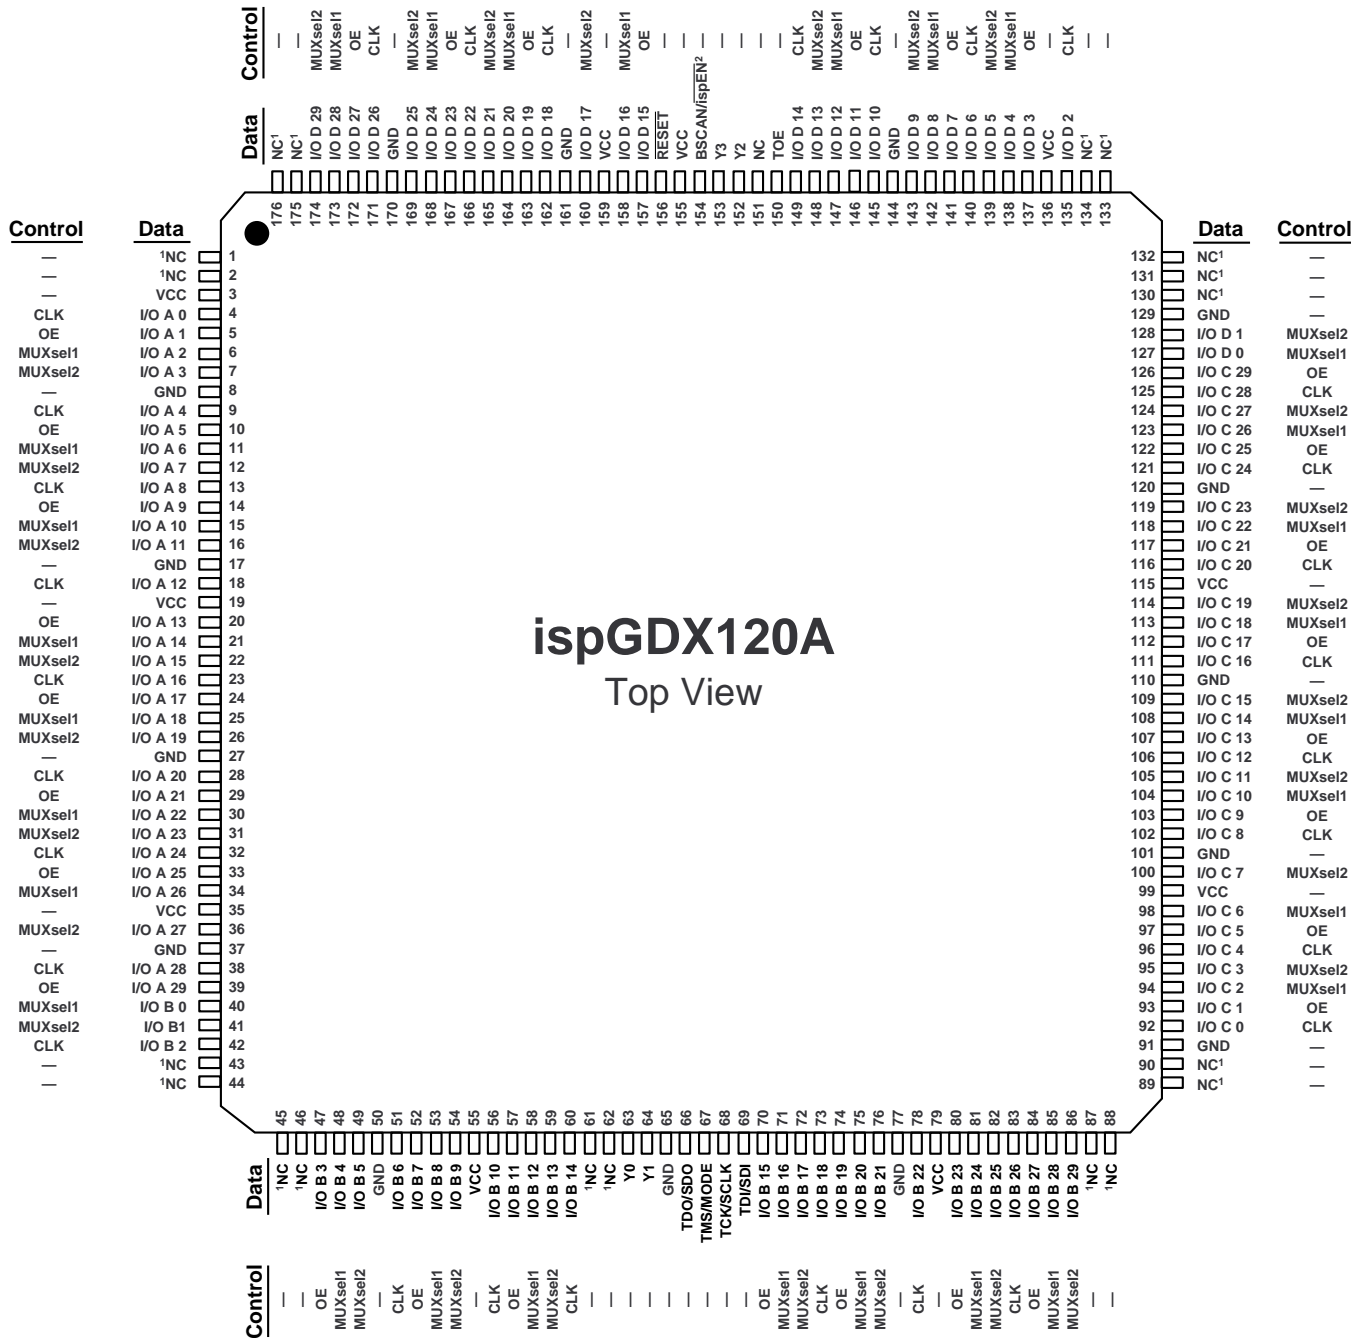 Control
—
—
MUXsel2
MUXsel1
OE
CLK
—
MUXsel2
MUXsel1
OE
CLK
MUXsel2
MUXsel1
OE
CLK
—
MUXsel2
—
MUXsel1
OE
—
—
—
—
—
—
—
CLK
MUXsel2
MUXsel1
OE
CLK
—
MUXsel2
MUXsel1
OE
CLK
MUXsel2
MUXsel1
OE
—
CLK
—
—
Data
NC¹
NC¹
I/O D 29
I/O D 28
I/O D 27
I/O D 26
GND
I/O D 25
I/O D 24
I/O D 23
I/O D 22
I/O D 21
I/O D 20
I/O D 19
I/O D 18
GND
I/O D 17
VCC
I/O D 16
I/O D 15
RESET
VCC
BSCAN/ispEN²
Y3
Y2
NC
TOE
I/O D 14
I/O D 13
I/O D 12
I/O D 11
I/O D 10
GND
I/O D 9
I/O D 8
I/O D 7
I/O D 6
I/O D 5
I/O D 4
I/O D 3
VCC
I/O D 2
NC¹
NC¹
176
175
174
173
172
171
170
169
168
167
166
165
164
163
162
161
160
159
158
157
156
155
154
153
152
151
150
149
148
147
146
145
144
143
142
141
140
139
138
137
136
135
134
133
Control Data
— ¹NC 1
— ¹NC 2
— VCC 3
CLK I/O A 0 4
OE I/O A 1 5
MUXsel1 I/O A 2 6
MUXsel2 I/O A 3 7
— GND 8
CLK I/O A 4 9
OE I/O A 5 10
MUXsel1 I/O A 6 11
MUXsel2 I/O A 7 12
CLK I/O A 8 13
OE I/O A 9 14
MUXsel1 I/O A 10 15
MUXsel2 I/O A 11 16
— GND 17
CLK I/O A 12 18
— VCC 19
OE I/O A 13 20
MUXsel1 I/O A 14 21
MUXsel2 I/O A 15 22
CLK I/O A 16 23
OE I/O A 17 24
MUXsel1 I/O A 18 25
MUXsel2 I/O A 19 26
— GND 27
CLK I/O A 20 28
OE I/O A 21 29
MUXsel1 I/O A 22 30
MUXsel2 I/O A 23 31
CLK I/O A 24 32
OE I/O A 25 33
MUXsel1 I/O A 26 34
— VCC 35
MUXsel2 I/O A 27 36
— GND 37
CLK I/O A 28 38
OE I/O A 29 39
MUXsel1 I/O B 0 40
MUXsel2 I/O B1 41
CLK I/O B 2 42
— ¹NC 43
— ¹NC 44
ispGDX120A
Top View
Data Control
132 NC¹ —
131 NC¹ —
130 NC¹ —
129 GND —
128 I/O D 1 MUXsel2
127 I/O D 0 MUXsel1
126 I/O C 29 OE
125 I/O C 28 CLK
124 I/O C 27 MUXsel2
123 I/O C 26 MUXsel1
122 I/O C 25 OE
121 I/O C 24 CLK
120 GND —
119 I/O C 23 MUXsel2
118 I/O C 22 MUXsel1
117 I/O C 21 OE
116 I/O C 20 CLK
115 VCC —
114 I/O C 19 MUXsel2
113 I/O C 18 MUXsel1
112 I/O C 17 OE
111 I/O C 16 CLK
110 GND —
109 I/O C 15 MUXsel2
108 I/O C 14 MUXsel1
107 I/O C 13 OE
106 I/O C 12 CLK
105 I/O C 11 MUXsel2
104 I/O C 10 MUXsel1
103 I/O C 9 OE
102 I/O C 8 CLK
101 GND —
100 I/O C 7 MUXsel2
99 VCC —
98 I/O C 6 MUXsel1
97 I/O C 5 OE
96 I/O C 4 CLK
95 I/O C 3 MUXsel2
94 I/O C 2 MUXsel1
93 I/O C 1 OE
92 I/O C 0 CLK
91 GND —
90 NC¹ —
89 NC¹ —
45
46
47
48
49
50
51
52
53
54
55
56
57
58
59
60
61
62
63
64
65
66
67
68
69
70
71
72
73
74
75
76
77
78
79
80
81
82
83
84
85
86
87
88
Data
¹NC
¹NC
I/O B 3
I/O B 4
I/O B 5
GND
I/O B 6
I/O B 7
I/O B 8
I/O B 9
VCC
I/O B 10
I/O B 11
I/O B 12
I/O B 13
I/O B 14
¹NC
¹NC
Y0
Y1
GND
TDO/SDO
TMS/MODE
TCK/SCLK
TDI/SDI
I/O B 15
I/O B 16
I/O B 17
I/O B 18
I/O B 19
I/O B 20
I/O B 21
GND
I/O B 22
VCC
I/O B 23
I/O B 24
I/O B 25
I/O B 26
I/O B 27
I/O B 28
I/O B 29
¹NC
¹NC
Control
—
—
OE
MUXsel1
MUXsel2
—
CLK
OE
MUXsel1
MUXsel2
—
CLK
OE
MUXsel1
MUXsel2
CLK
—
—
—
—
—
—
—
—
—
OE
MUXsel1
MUXsel2
CLK
OE
MUXsel1
MUXsel2
—
CLK
—
OE
MUXsel1
MUXsel2
CLK
OE
MUXsel1
MUXsel2
—
—